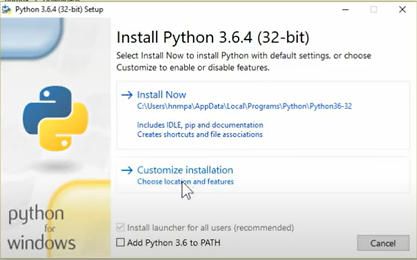 Python 3.6.4 (32-bit) Setup
Install Python 3.6.4 (32-bit)
Select Install Now to install Python with default settings, or choose
Customize to enable or disable features.
Install Now
C:\Users\hnmpa\AppData\Local\Programs\Python\Python36-32
Includes IDLE, pip and documentation
Creates shortcuts and file associations
Customize installation
Choose location and features
python
for
windows
Install launcher for all users (recommended)
Add Python 3.6 to PATH
Cancel